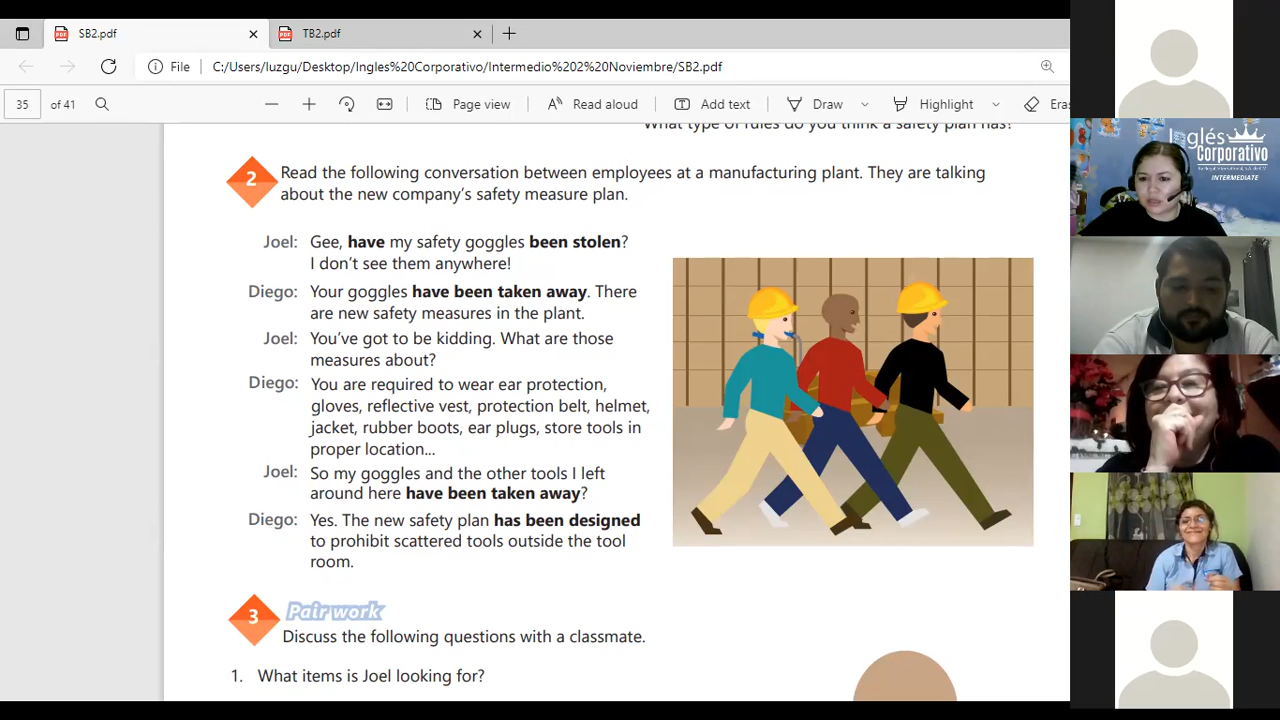 SB2.pdf
TB2.pdf
File C:/Users/luzgu/Desktop/Ingles%20Corporativo/Intermedio%202%20Noviembre/SB2.pdf
35 of 41 Page view Read aloud Add text Draw Highlight Era
What type of rules do you think a safety plan has?
2 Read the following conversation between employees at a manufacturing plant. They are talking
about the new company's safety measure plan.
Joel: Gee, have my safety goggles been stolen?
I don't see them anywhere!
Diego: Your goggles have been taken away. There
are new safety measures in the plant.
Joel: You've got to be kidding. What are those
measures about?
Diego: You are required to wear ear protection,
gloves, reflective vest, protection belt, helmet,
jacket, rubber boots, ear plugs, store tools in
proper location...
Joel: So my goggles and the other tools I left
around here have been taken away?
Diego: Yes. The new safety plan has been designed
to prohibit scattered tools outside the tool
room.
3 Pair work
Discuss the following questions with a classmate.
1. What items is Joel looking for?
Inglés
Corporativo
INTERMEDIATE